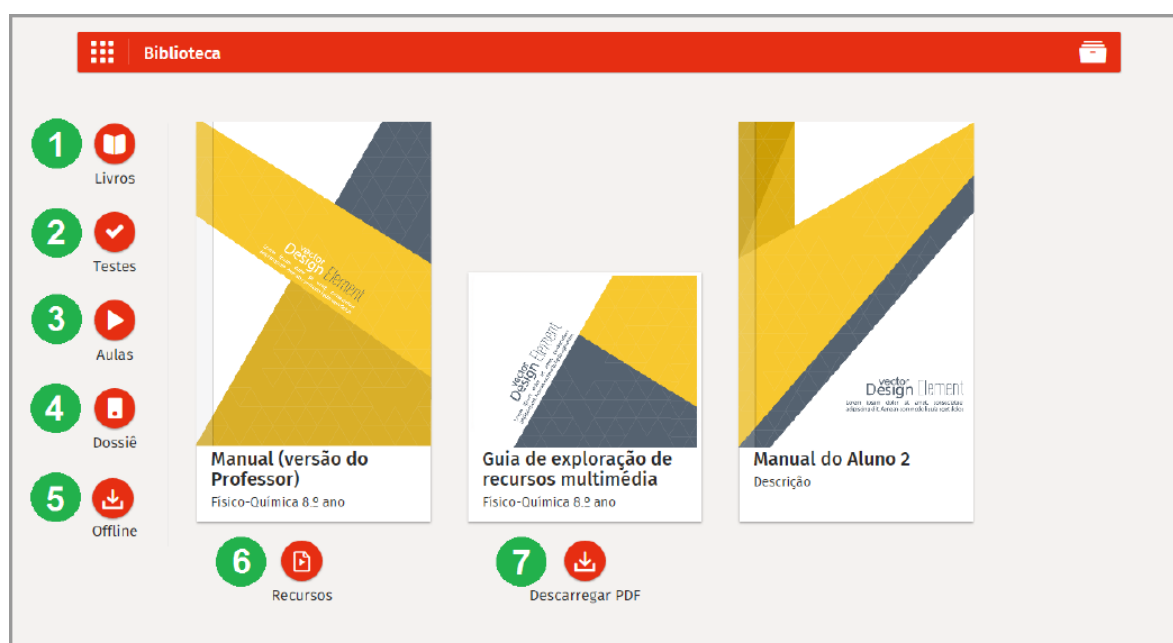 Biblioteca
1
Livros
2
Testes
3
Aulas
4
Dossiê
5
Offline
vector
Design Element
Manual (versão do
Professor)
Físico-Química 8.º ano
6
Recursos
vector
Design Element
Guia de exploração de
recursos multimédia
Físico-Química 8.º ano
7
Descarregar PDF
vector
Design Element
Manual do Aluno 2
Descrição